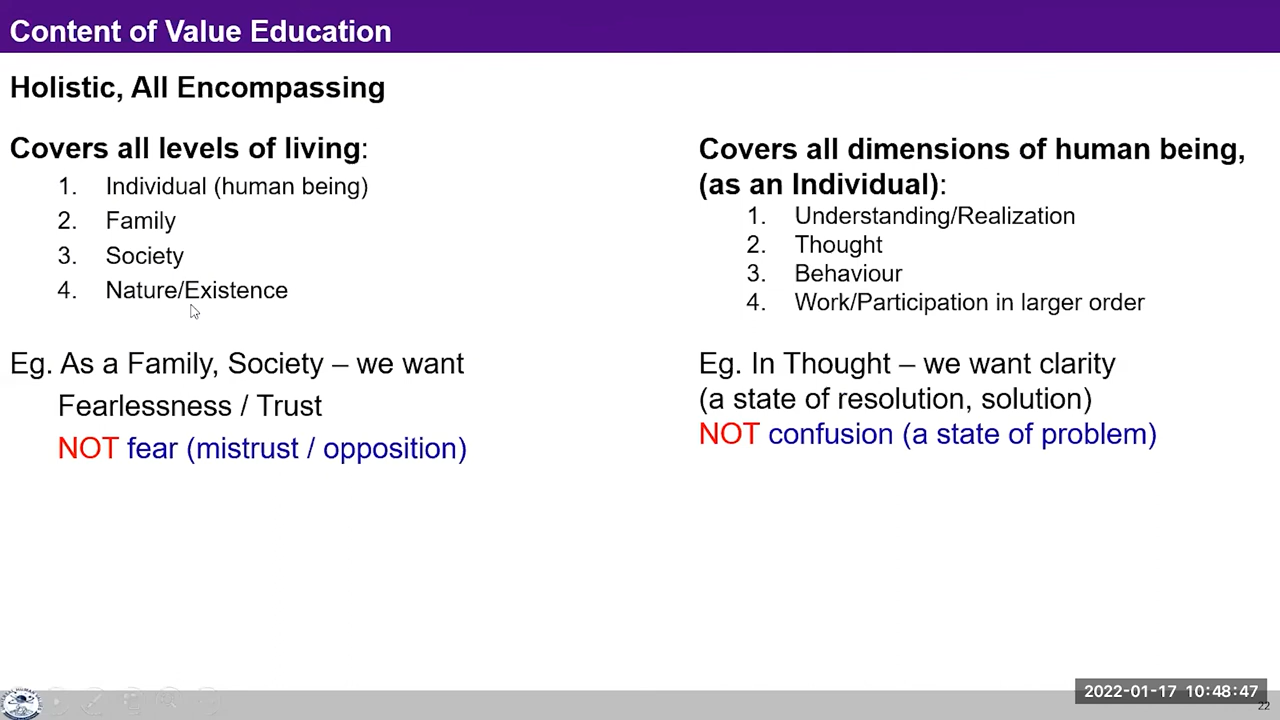 Content of Value Education
Holistic, All Encompassing
Covers all levels of living:
1. Individual (human being)
2. Family
3. Society
4. Nature/Existence
Eg. As a Family, Society – we want
Fearlessness / Trust
NOT fear (mistrust / opposition)
Covers all dimensions of human being,
(as an Individual):
1. Understanding/Realization
2. Thought
3. Behaviour
4. Work/Participation in larger order
Eg. In Thought – we want clarity
(a state of resolution, solution)
NOT confusion (a state of problem)
2022-01-17 10:48:47
22